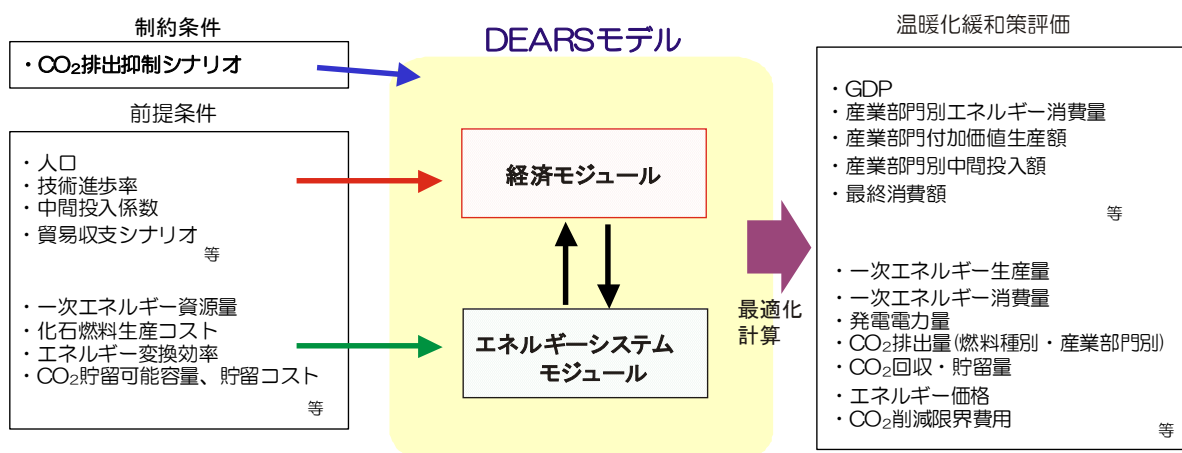 制約条件
・CO₂排出抑制シナリオ
前提条件
・人口
・技術進歩率
・中間投入係数
・貿易収支シナリオ
等
・一次エネルギー資源量
・化石燃料生産コスト
・エネルギー変換効率
・CO₂貯留可能容量、貯留コスト
等
DEARSモデル
経済モジュール
エネルギーシステム
モジュール
最適化
計算
温暖化緩和策評価
・GDP
・産業部門別エネルギー消費量
・産業部門付加価値生産額
・産業部門別中間投入額
・最終消費額
等
・一次エネルギー生産量
・一次エネルギー消費量
・発電電力量
・CO₂排出量(燃料種別・産業部門別)
・CO₂回収・貯留量
・エネルギー価格
・CO₂削減限界費用
等